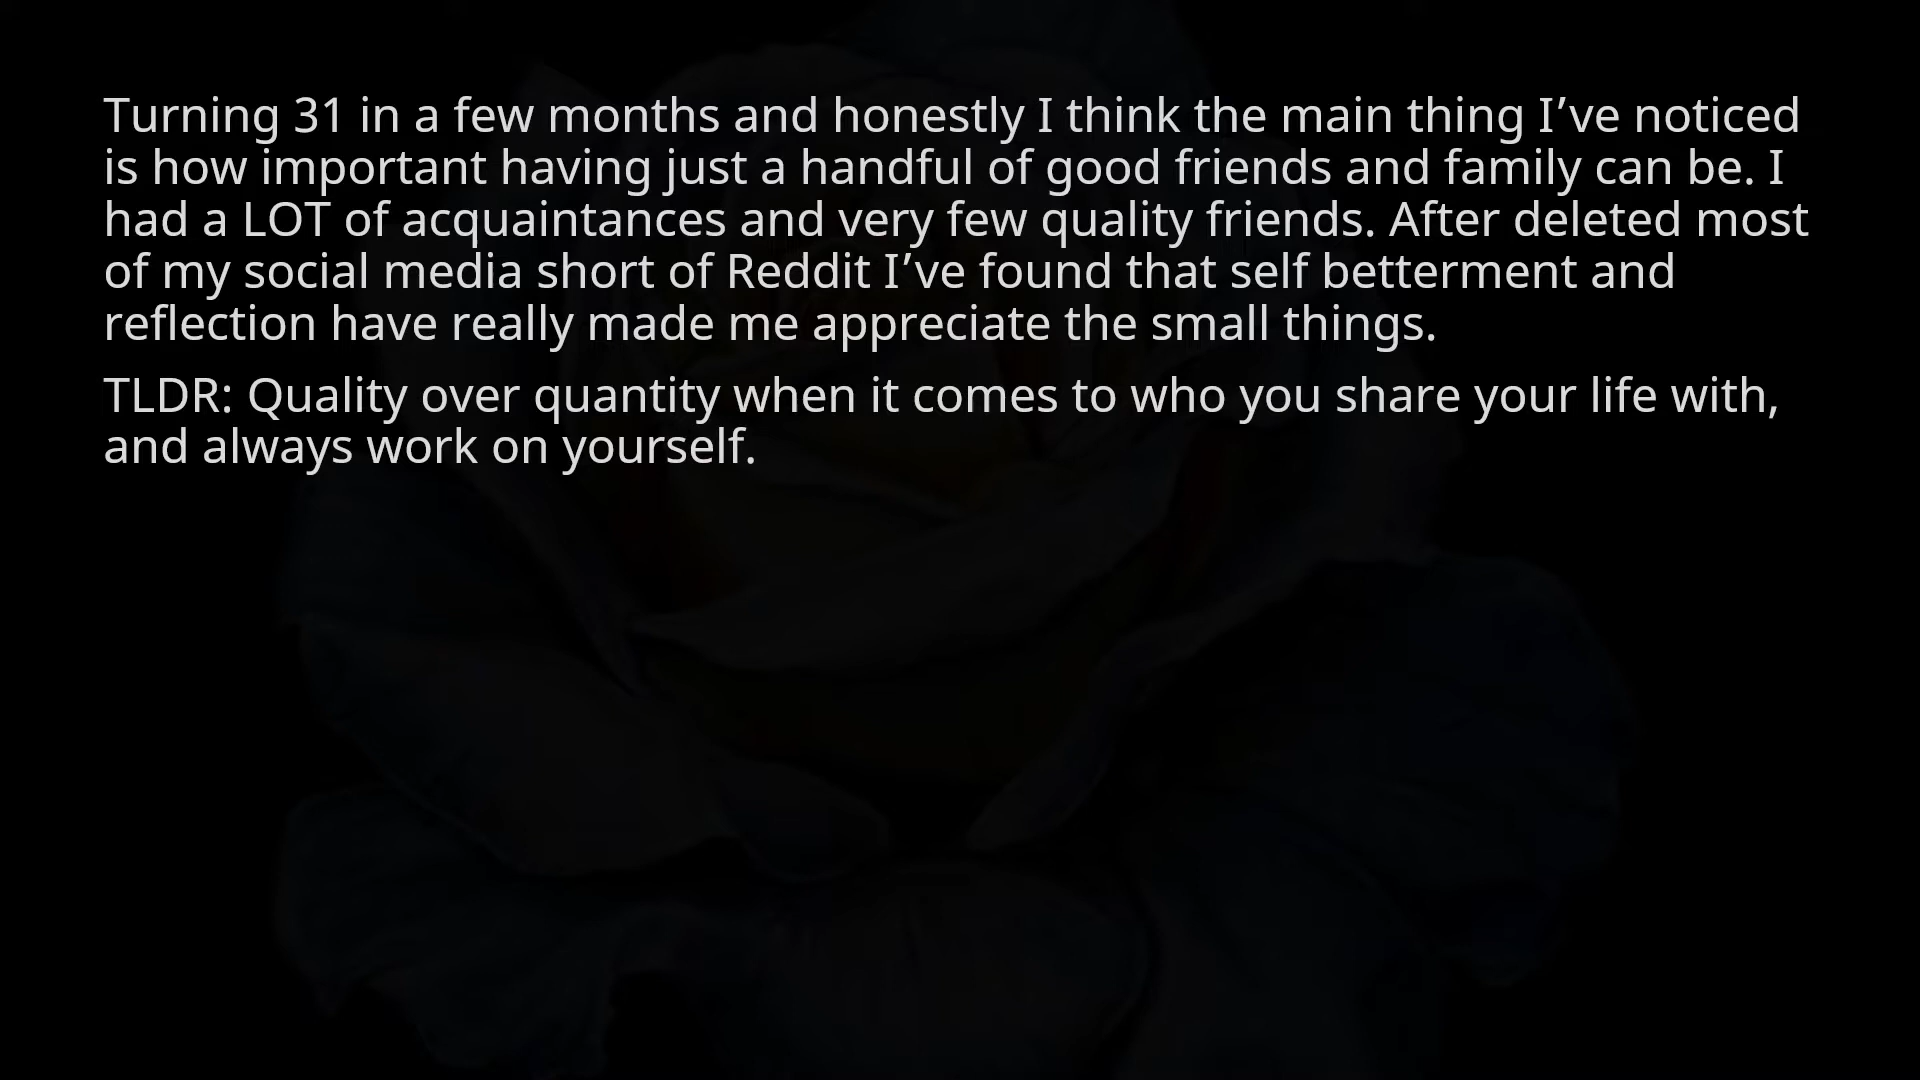 Turning 31 in a few months and honestly I think the main thing I’ve noticed
is how important having just a handful of good friends and family can be. I
had a LOT of acquaintances and very few quality friends. After deleted most
of my social media short of Reddit I’ve found that self betterment and
reflection have really made me appreciate the small things.
TLDR: Quality over quantity when it comes to who you share your life with,
and always work on yourself.